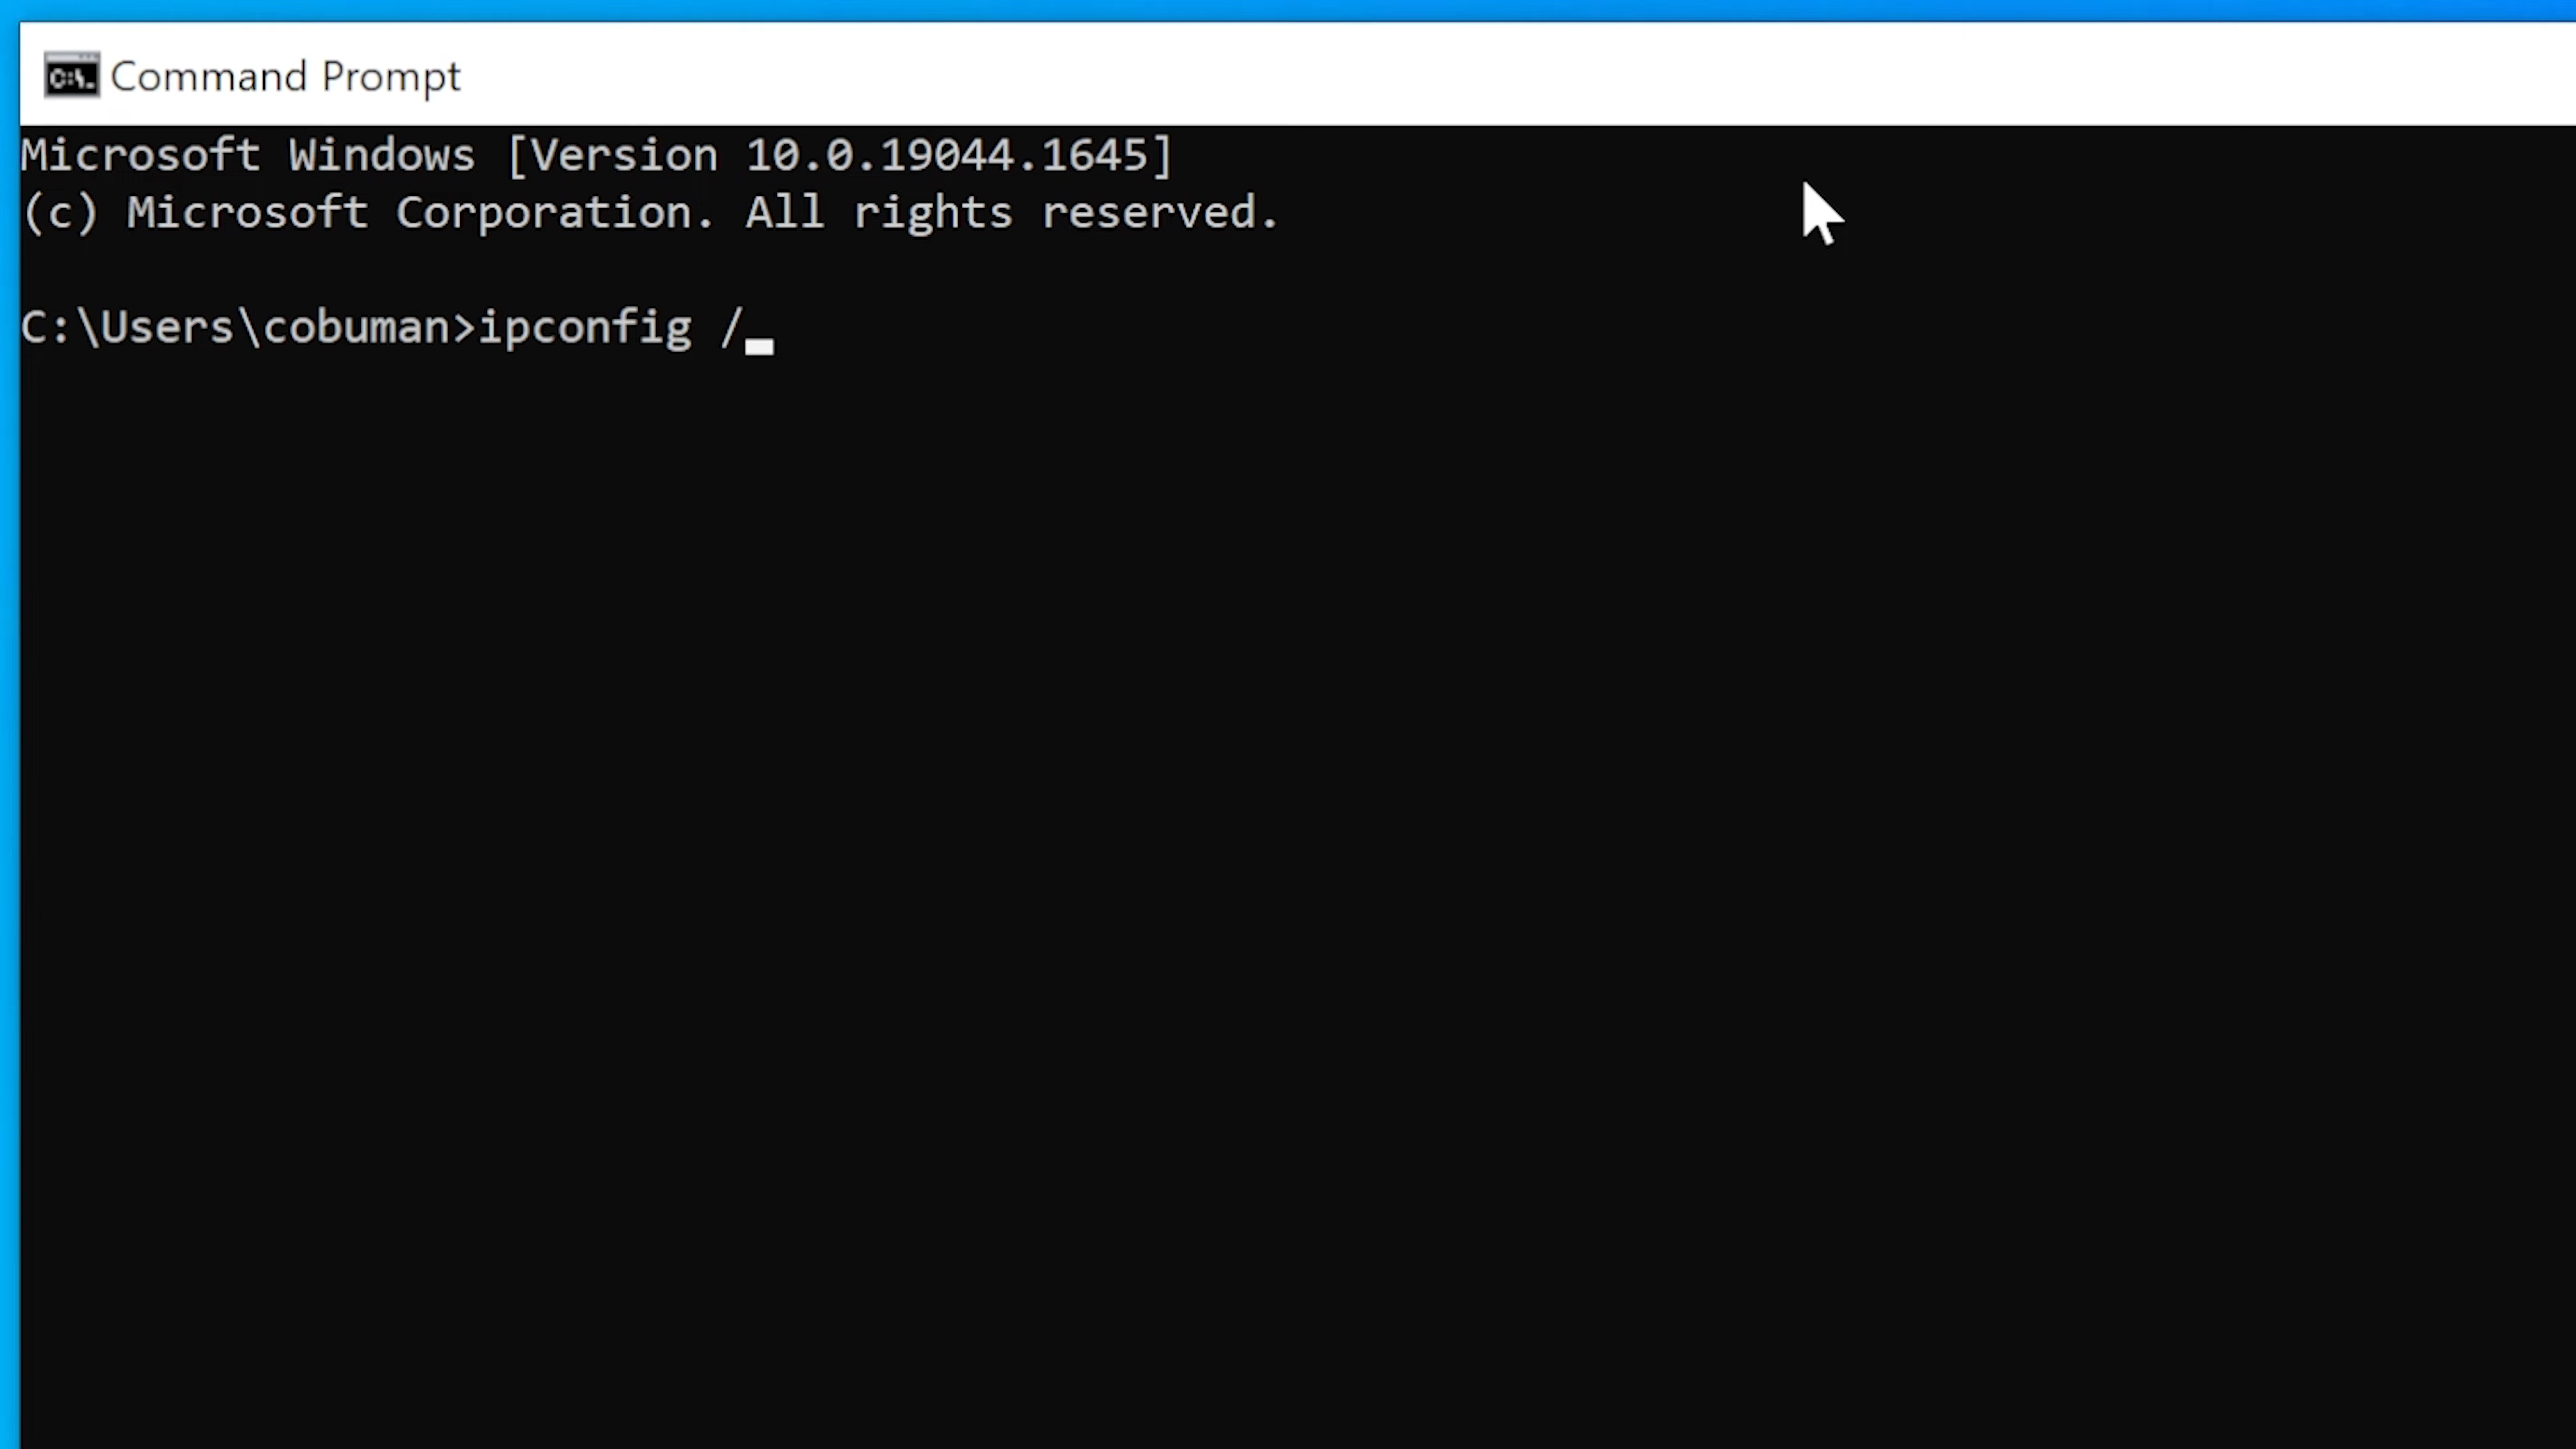 Command Prompt
Microsoft Windows [Version 10.0.19044.1645]
(c) Microsoft Corporation. All rights reserved.
C:\Users\cobuman>ipconfig /